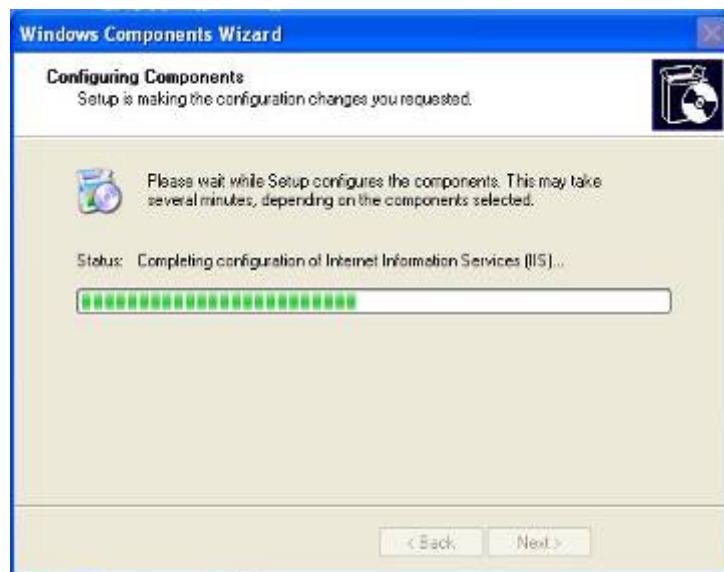 Windows Components Wizard
Configuring Components
Setup is making the configuration changes you requested.
Please wait while Setup configures the components. This may take
several minutes, depending on the components selected.
Status: Completing configuration of Internet Information Services (IIS)...
< Back
Next >